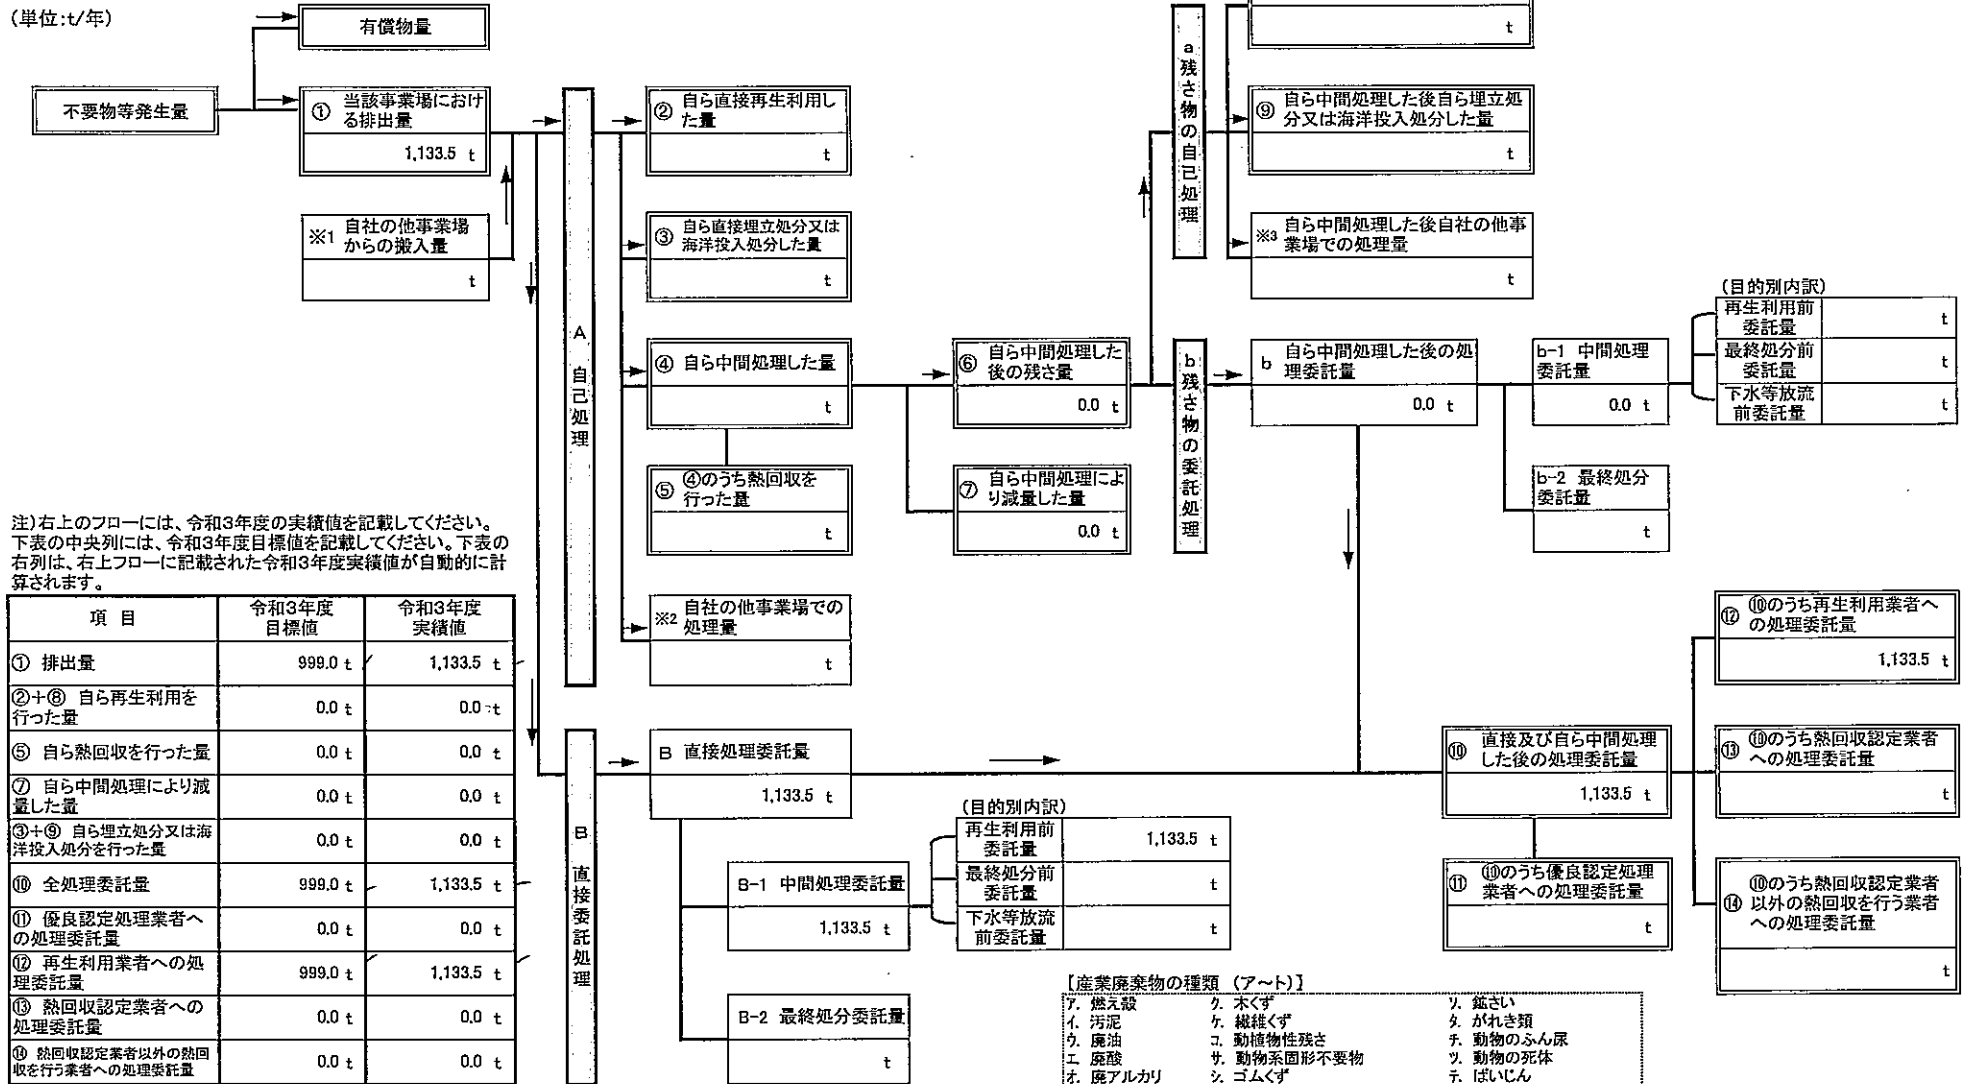 (単位:t/年)
有償物量
不要物等発生量
① 当該事業場におけ
る排出量
1,133.5 t
※1 自社の他事業場
からの搬入量
t
A 自己処理
② 自ら直接再生利用し
た量
t
③ 自ら直接埋立処分又は
海洋投入処分した量
t
④ 自ら中間処理した量
t
⑤ ④のうち熱回収を
行った量
t
※2 自社の他事業場での
処理量
t
⑥ 自ら中間処理した
後の残さ量
0.0 t
⑦ 自ら中間処理によ
り減量した量
0.0 t
a 残さ物の自己処理
t
⑨ 自ら中間処理した後自ら埋立処
分又は海洋投入処分した量
t
※3 自ら中間処理した後自社の他事
業場での処理量
t
b 残さ物の委託処理
b 自ら中間処理した後の処
理委託量
0.0 t
b-1 中間処理
委託量
0.0 t
(目的別内訳)
再生利用前
委託量 t
最終処分前
委託量 t
下水等放流
前委託量 t
b-2 最終処分
委託量
t
注)右上のフローには、令和3年度の実績値を記載してください。
下表の中央列には、令和3年度目標値を記載してください。下表の
右列は、右上フローに記載された令和3年度実績値が自動的に計
算されます。
項 目 令和3年度 令和3年度
目標値 実績値
① 排出量 999.0 t 1,133.5 t
②+⑧ 自ら再生利用を
行った量 0.0 t 0.0 t
⑤ 自ら熱回収を行った量 0.0 t 0.0 t
⑦ 自ら中間処理により減
量した量 0.0 t 0.0 t
③+⑨ 自ら埋立処分又は海
洋投入処分を行った量 0.0 t 0.0 t
⑩ 全処理委託量 999.0 t 1,133.5 t
⑪ 優良認定処理業者へ
の処理委託量 0.0 t 0.0 t
⑫ 再生利用業者への処
理委託量 999.0 t 1,133.5 t
⑬ 熱回収認定業者への
処理委託量 0.0 t 0.0 t
⑭ 熱回収認定業者以外の熱回
収を行う業者への処理委託量 0.0 t 0.0 t
B 直接委託処理
B 直接処理委託量
1,133.5 t
B-1 中間処理委託量
1,133.5 t
(目的別内訳)
再生利用前
委託量 1,133.5 t
最終処分前
委託量 t
下水等放流
前委託量 t
B-2 最終処分委託量
t
⑩ 直接及び自ら中間処理
した後の処理委託量
1,133.5 t
⑪ ⑩のうち優良認定処理
業者への処理委託量
t
⑫ ⑩のうち再生利用業者へ
の処理委託量
1,133.5 t
⑬ ⑩のうち熱回収認定業者
への処理委託量
t
⑭ ⑩のうち熱回収認定業者
以外の熱回収を行う業者
への処理委託量
t
【産業廃棄物の種類 (ア~ト)】
ア. 燃え殻 ク. 木くず ソ. 鉱さい
イ. 汚泥 ケ. 繊維くず タ. がれき類
ウ. 廃油 コ. 動植物性残さ チ. 動物のふん尿
エ. 廃酸 サ. 動物系固形不要物 ツ. 動物の死体
オ. 廃アルカリ シ. ゴムくず テ. ばいじん